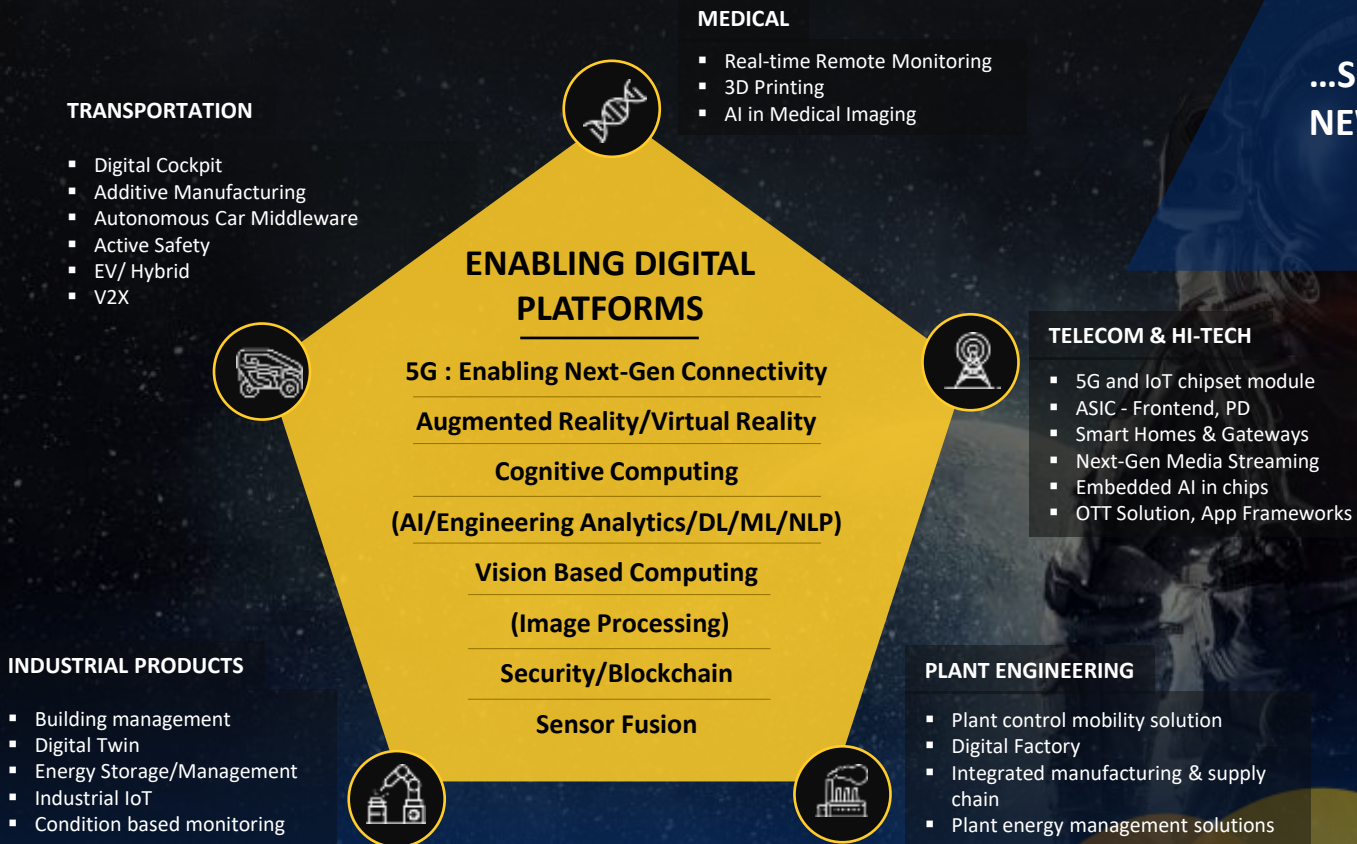 MEDICAL
▪ Real-time Remote Monitoring
▪ 3D Printing
▪ AI in Medical Imaging
TRANSPORTATION
▪ Digital Cockpit
▪ Additive Manufacturing
▪ Autonomous Car Middleware
▪ Active Safety
▪ EV/ Hybrid
▪ V2X
ENABLING DIGITAL
PLATFORMS
5G : Enabling Next-Gen Connectivity
Augmented Reality/Virtual Reality
Cognitive Computing
(AI/Engineering Analytics/DL/ML/NLP)
Vision Based Computing
(Image Processing)
Security/Blockchain
Sensor Fusion
TELECOM & HI-TECH
▪ 5G and IoT chipset module
▪ ASIC - Frontend, PD
▪ Smart Homes & Gateways
▪ Next-Gen Media Streaming
▪ Embedded AI in chips
▪ OTT Solution, App Frameworks
INDUSTRIAL PRODUCTS
▪ Building management
▪ Digital Twin
▪ Energy Storage/Management
▪ Industrial IoT
▪ Condition based monitoring
PLANT ENGINEERING
▪ Plant control mobility solution
▪ Digital Factory
▪ Integrated manufacturing & supply
chain
▪ Plant energy management solutions